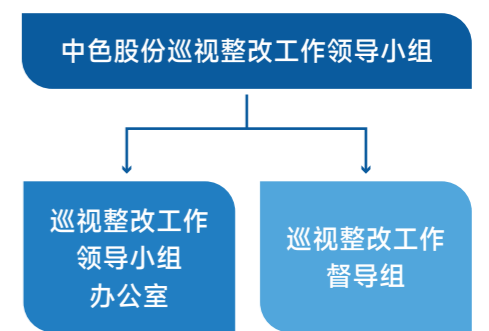 中色股份巡视整改工作领导小组
巡视整改工作
领导小组
办公室
巡视整改工作
督导组